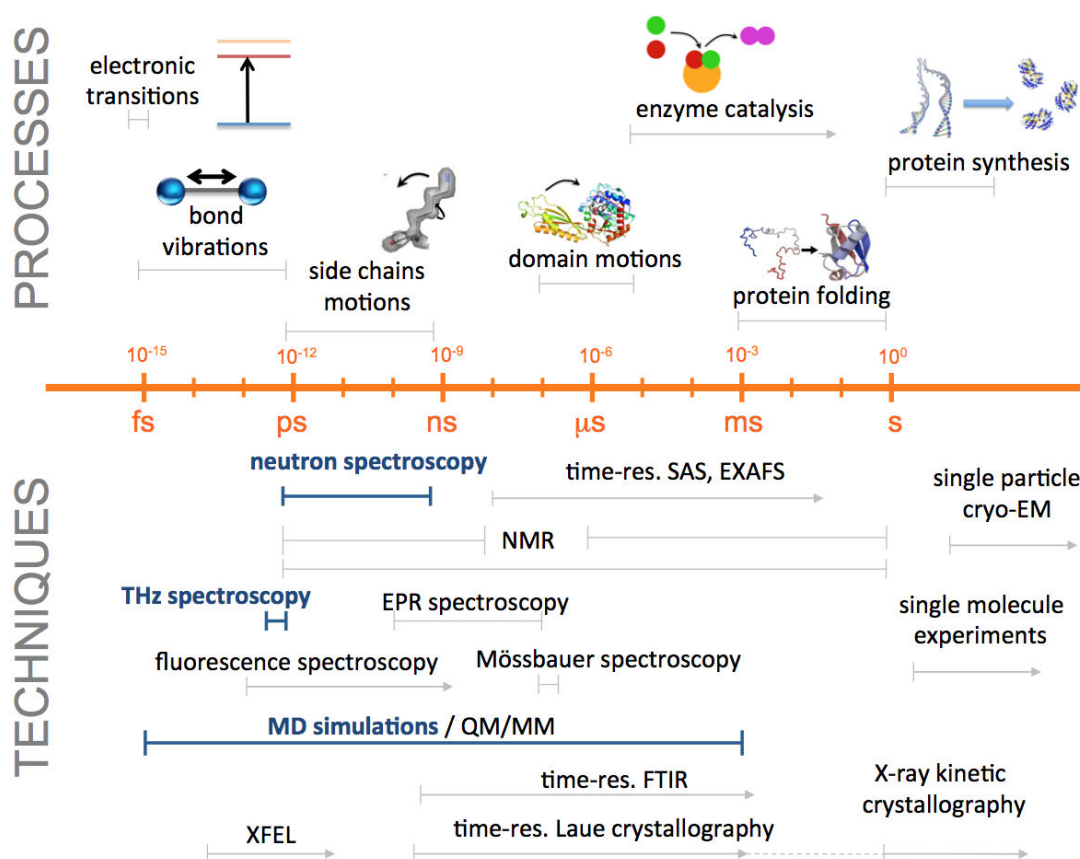 PROCESSES
electronic
transitions
enzyme catalysis
protein synthesis
bond
vibrations
side chains
motions
domain motions
protein folding
10-15
10-12
10-9
10-6
10-3
100
fs
ps
ns
μs
ms
s
TECHNIQUES
neutron spectroscopy
time-res. SAS, EXAFS
single particle
cryo-EM
NMR
THz spectroscopy
EPR spectroscopy
single molecule
experiments
fluorescence spectroscopy
Mössbauer spectroscopy
MD simulations / QM/MM
time-res. FTIR
X-ray kinetic
crystallography
XFEL
time-res. Laue crystallography